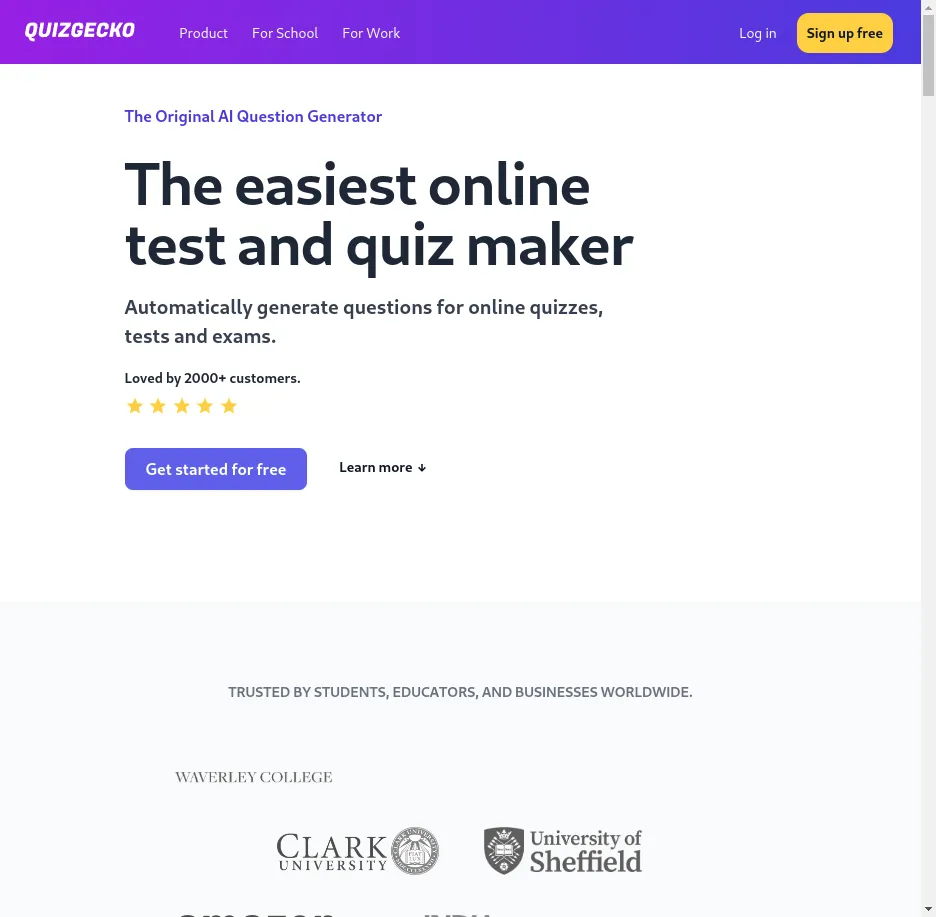 QUIZGECKO
Product
For School
For Work
Log in
Sign up free
The Original AI Question Generator
The easiest online
test and quiz maker
Automatically generate questions for online quizzes,
tests and exams.
Loved by 2000+ customers.
Get started for free
Learn more ↓
TRUSTED BY STUDENTS, EDUCATORS, AND BUSINESSES WORLDWIDE.
WAVERLEY COLLEGE
CLARK
UNIVERSITY
University of
Sheffield